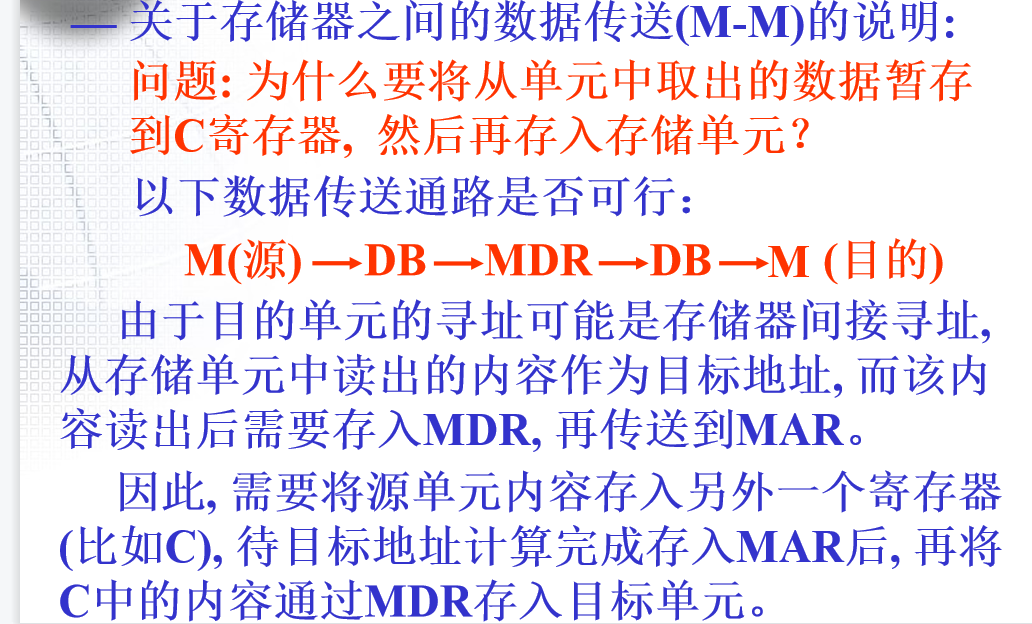 — 关于存储器之间的数据传送(M-M)的说明:
问题: 为什么要将从单元中取出的数据暂存
到C寄存器, 然后再存入存储单元?
以下数据传送通路是否可行：
M(源) →DB →MDR→DB →M (目的)
由于目的单元的寻址可能是存储器间接寻址,
从存储单元中读出的内容作为目标地址, 而该内
容读出后需要存入MDR, 再传送到MAR。
因此, 需要将源单元内容存入另外一个寄存器
(比如C), 待目标地址计算完成存入MAR后, 再将
C中的内容通过MDR存入目标单元。